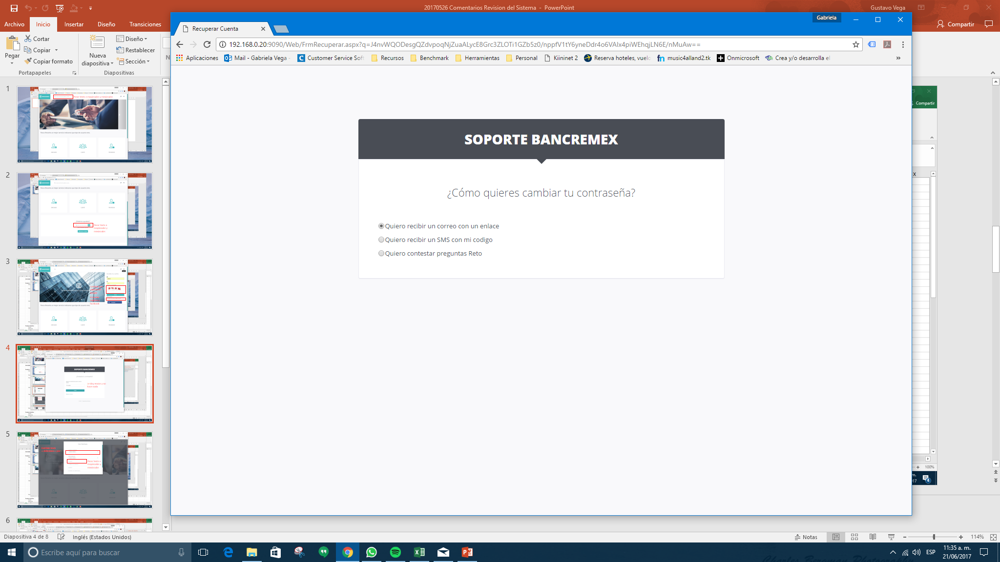 20170526 Comentarios Revision del Sistema - PowerPoint
Gustavo Vega
Archivo
Inicio
Insertar
Diseño
Transiciones
Compartir
Pegar
Cortar
Copiar
Copiar formato
Portapapeles
Nueva
diapositiva
Diseño
Restablecer
Sección
Diapositivas
N
Gabriela
Recuperar Cuenta
192.168.0.20:9090/Web/FrmRecuperar.aspx?q=J4nvWQODesgQZdvpoqNjZuaALycE8Grc3ZLOTi1GZb5z0/nppfV1tY6yneDdr4o6VAlx4piWEhqjLN6E/nMuAw==
Aplicaciones
Mail - Gabriela Vega -
Customer Service Soft
Recursos
Benchmark
Herramientas
Personal
Kiininet 2
Reserva hoteles, vuelo
music4alland2.tk
Onmicrosoft
Crea y/o desarrolla el
SOPORTE BANCREMEX
¿Cómo quieres cambiar tu contraseña?
Quiero recibir un correo con un enlace
Quiero recibir un SMS con mi codigo
Quiero contestar preguntas Reto
Compartir
X
100%
m.
017
4
1
2
3
4
SOPORTE BANCREMEX
5
6
Diapositiva 4 de 8
Inglés (Estados Unidos)
Notas
114%
Escribe aquí para buscar
ESP
11:35 a. m.
21/06/2017